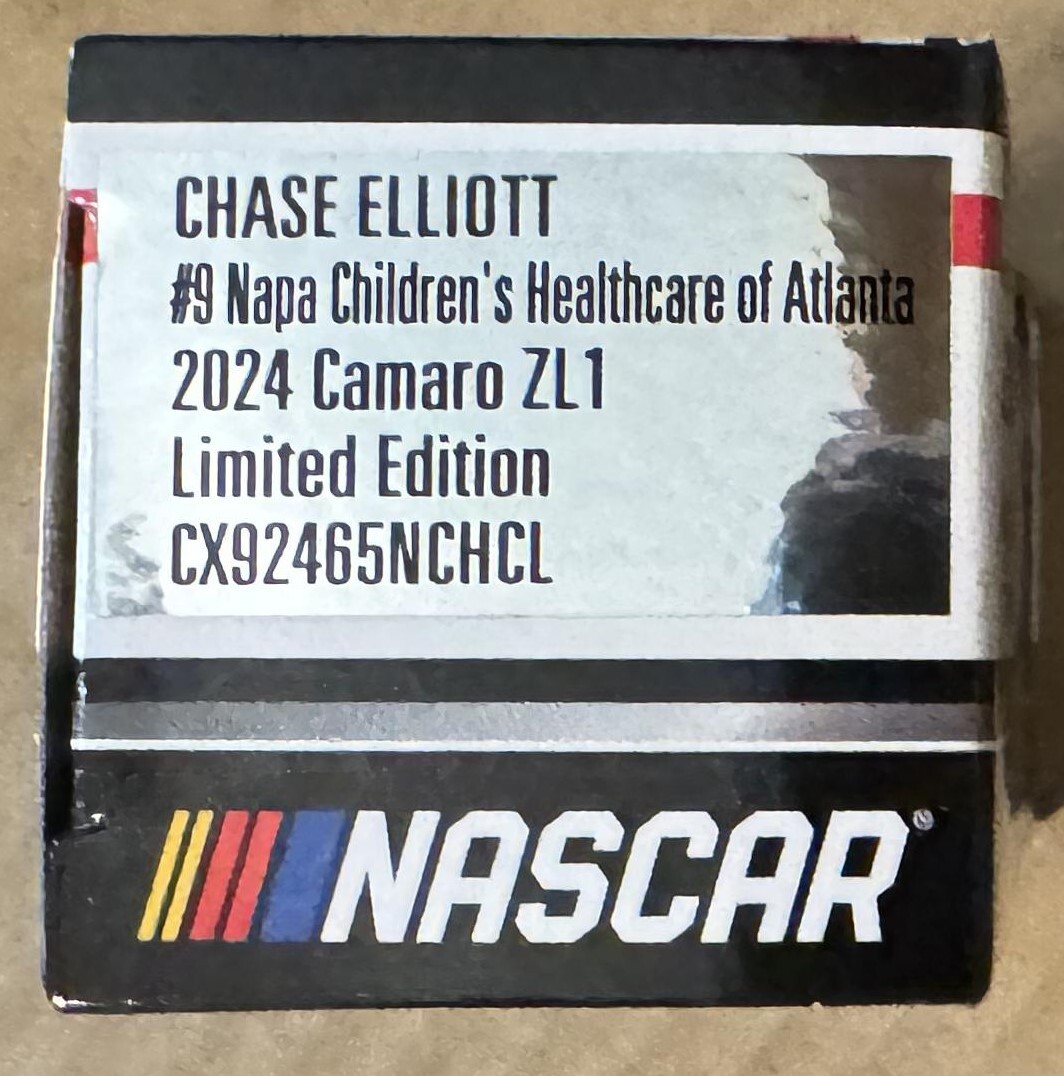 CHASE ELLIOTT
#9 Napa Children's Healthcare of Atlanta
2024 Camaro ZL1
Limited Edition
CX92465NCHCL
NASCAR®